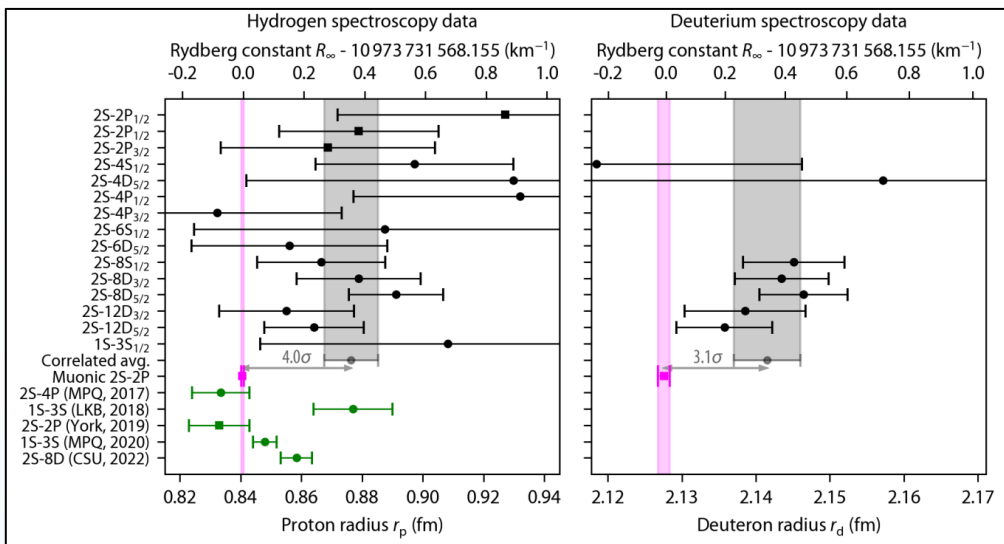 Hydrogen spectroscopy data
Rydberg constant R∞ - 10 973 731 568.155 (km⁻¹)
-0.2 0.0 0.2 0.4 0.6 0.8 1.0
Deuterium spectroscopy data
Rydberg constant R∞ - 10 973 731 568.155 (km⁻¹)
-0.2 0.0 0.2 0.4 0.6 0.8 1.0
2S-2P1/2
2S-2P1/2
2S-2P3/2
2S-4S1/2
2S-4D5/2
2S-4P1/2
2S-4P3/2
2S-6S1/2
2S-6D5/2
2S-8S1/2
2S-8D3/2
2S-8D5/2
2S-12D3/2
2S-12D5/2
1S-3S1/2
Correlated avg.
4.0σ
3.1σ
Muonic 2S-2P
2S-4P (MPQ, 2017)
1S-3S (LKB, 2018)
2S-2P (York, 2019)
1S-3S (MPQ, 2020)
2S-8D (CSU, 2022)
0.82 0.84 0.86 0.88 0.90 0.92 0.94
Proton radius rp (fm)
2.12 2.13 2.14 2.15 2.16 2.17
Deuteron radius rd (fm)